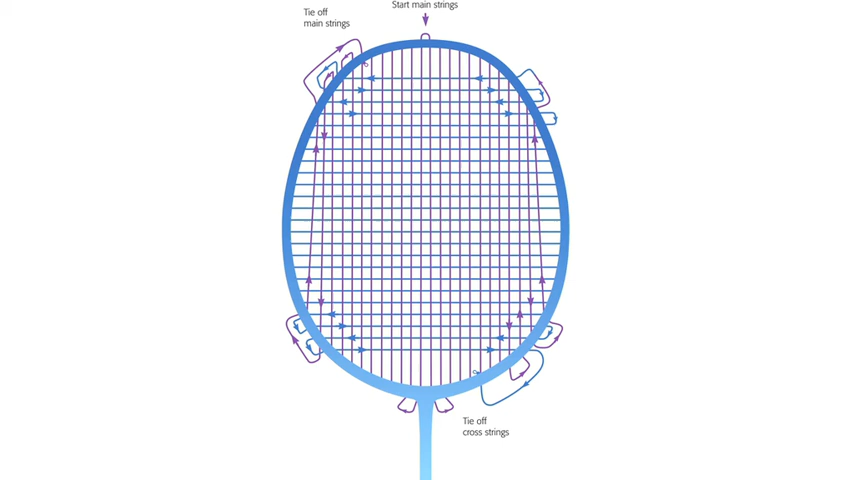 Start main strings
Tie off
main strings
Tie off
cross strings